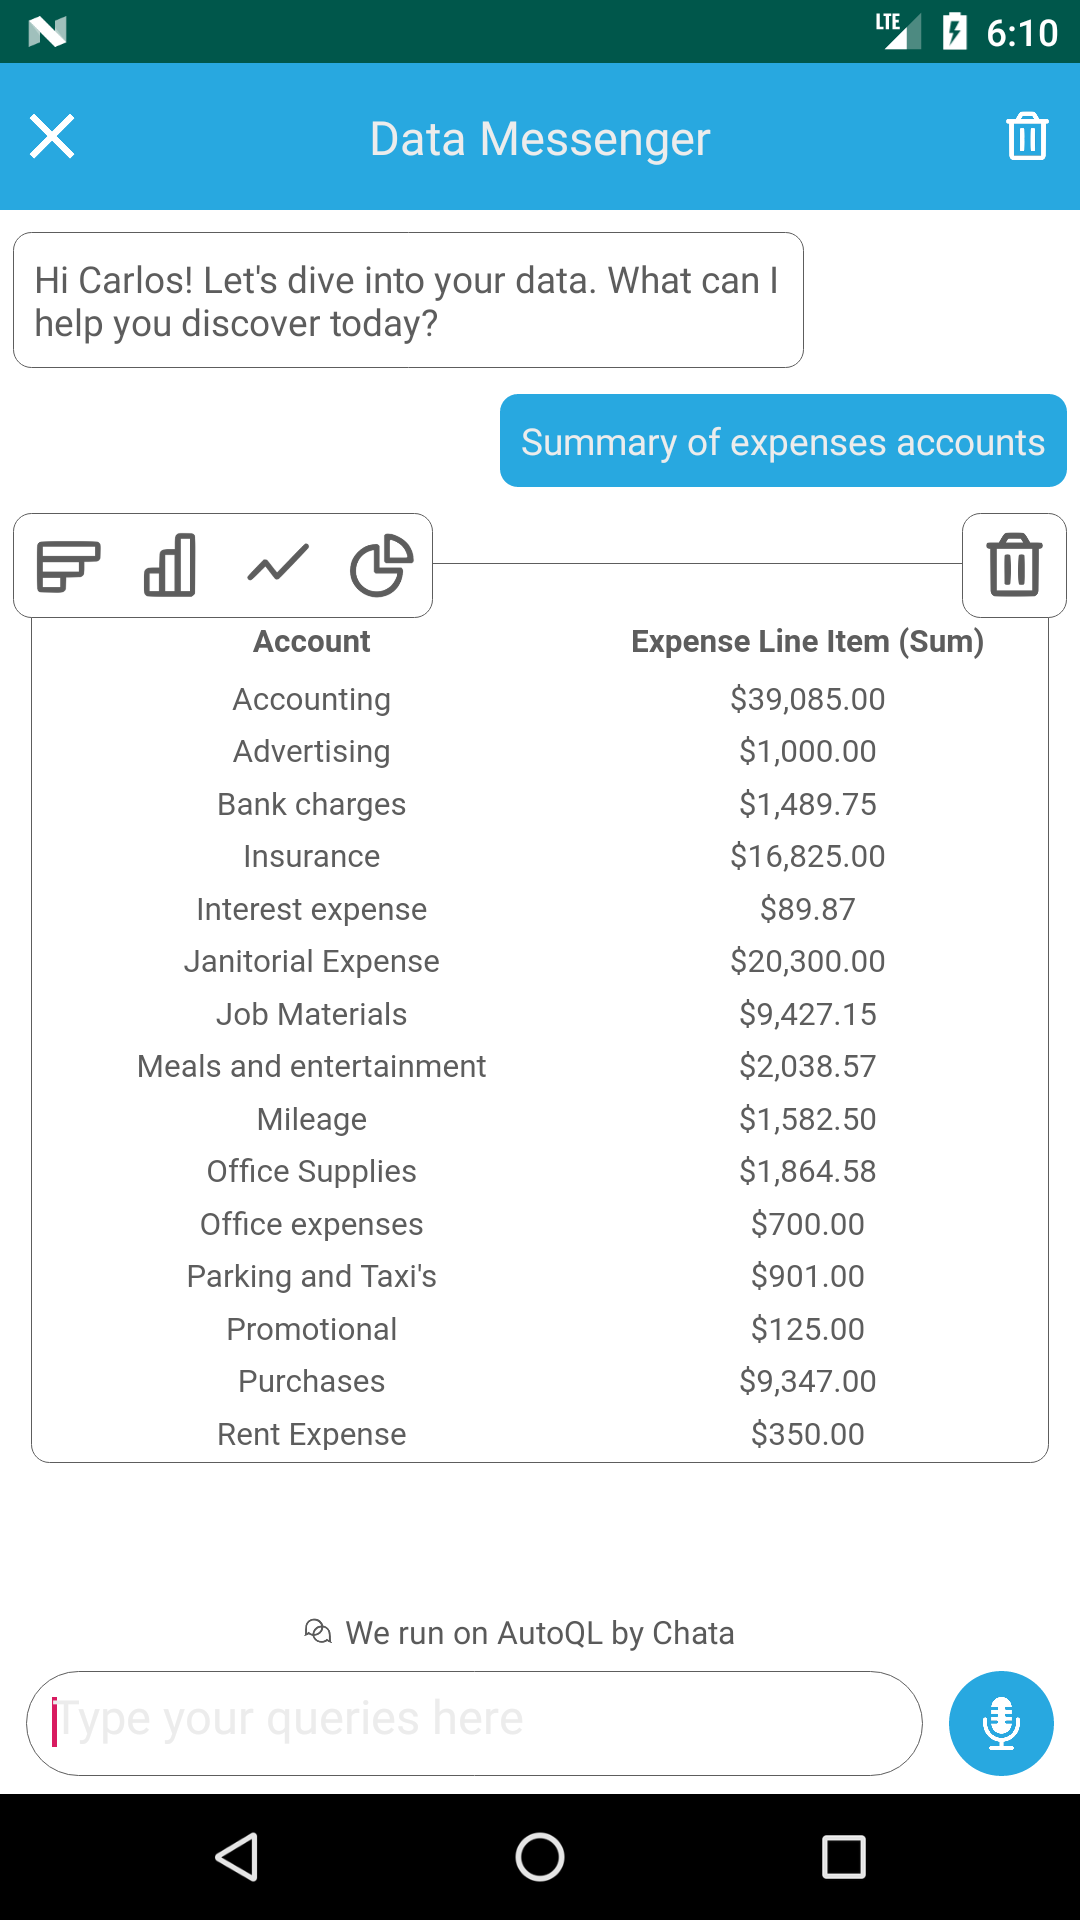 LTE 6:10
Data Messenger
Hi Carlos! Let's dive into your data. What can I
help you discover today?
Summary of expenses accounts
Account Expense Line Item (Sum)
Accounting $39,085.00
Advertising $1,000.00
Bank charges $1,489.75
Insurance $16,825.00
Interest expense $89.87
Janitorial Expense $20,300.00
Job Materials $9,427.15
Meals and entertainment $2,038.57
Mileage $1,582.50
Office Supplies $1,864.58
Office expenses $700.00
Parking and Taxi's $901.00
Promotional $125.00
Purchases $9,347.00
Rent Expense $350.00
We run on AutoQL by Chata
Type your queries here